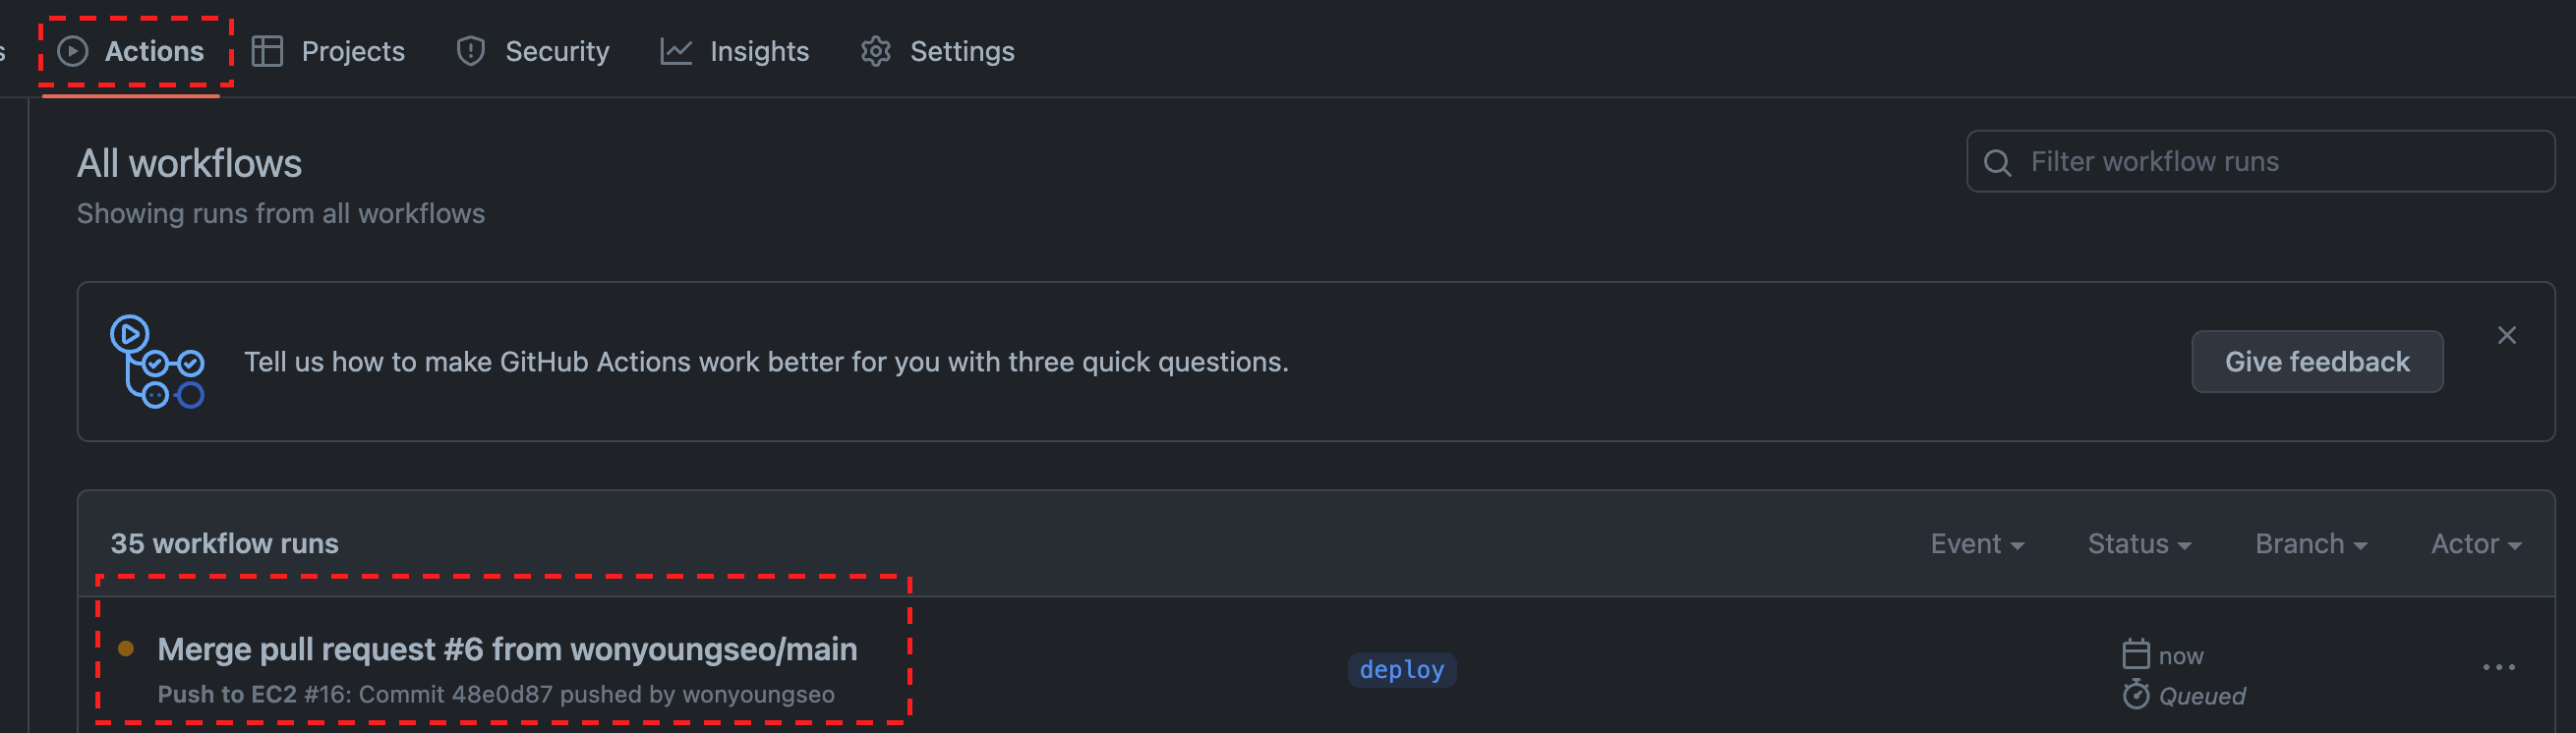 s Actions Projects Security Insights Settings
All workflows
Filter workflow runs
Showing runs from all workflows
Tell us how to make GitHub Actions work better for you with three quick questions.
Give feedback
35 workflow runs
Event Status Branch Actor
Merge pull request #6 from wonyoungseo/main
Push to EC2 #16: Commit 48e0d87 pushed by wonyoungseo
deploy
now
Queued